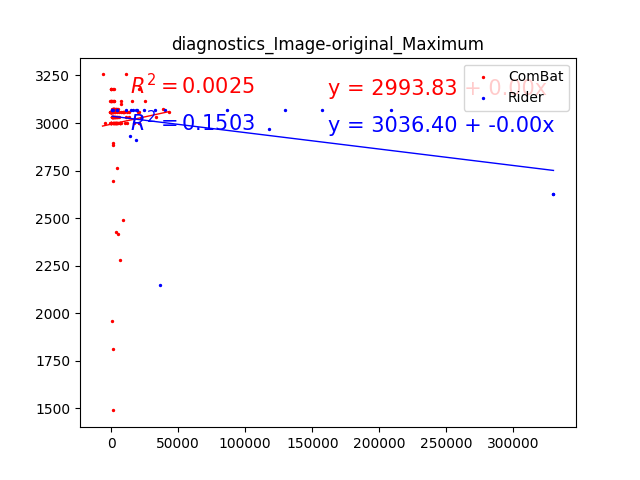 diagnostics_Image-original_Maximum
R² = 0.0025
y = 2993.83 + 0.00x
R² = 0.1503
y = 3036.40 + -0.00x
ComBat
Rider
3250
3000
2750
2500
2250
2000
1750
1500
0
50000
100000
150000
200000
250000
300000